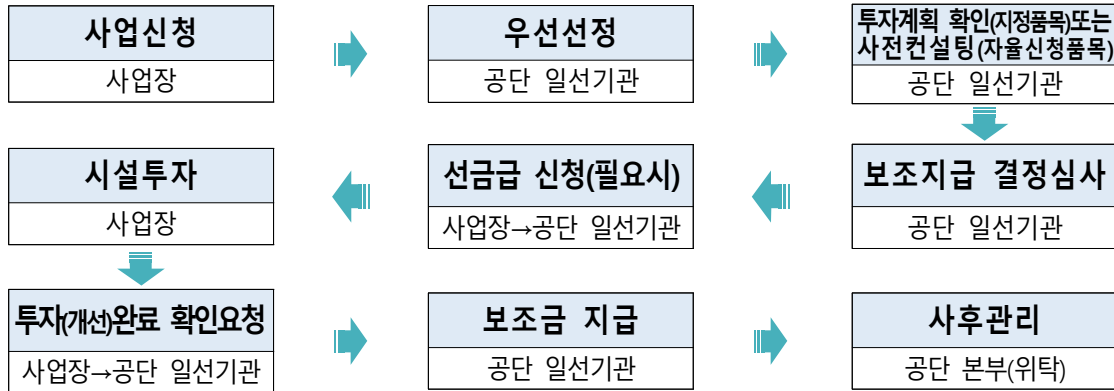 사업신청
사업장
우선선정
공단 일선기관
투자계획 확인(지정품목)또는
사전컨설팅(자율신청품목)
공단 일선기관
보조지급 결정심사
공단 일선기관
선금급 신청(필요시)
사업장→공단 일선기관
시설투자
사업장
투자(개선)완료 확인요청
사업장→공단 일선기관
보조금 지급
공단 일선기관
사후관리
공단 본부(위탁)